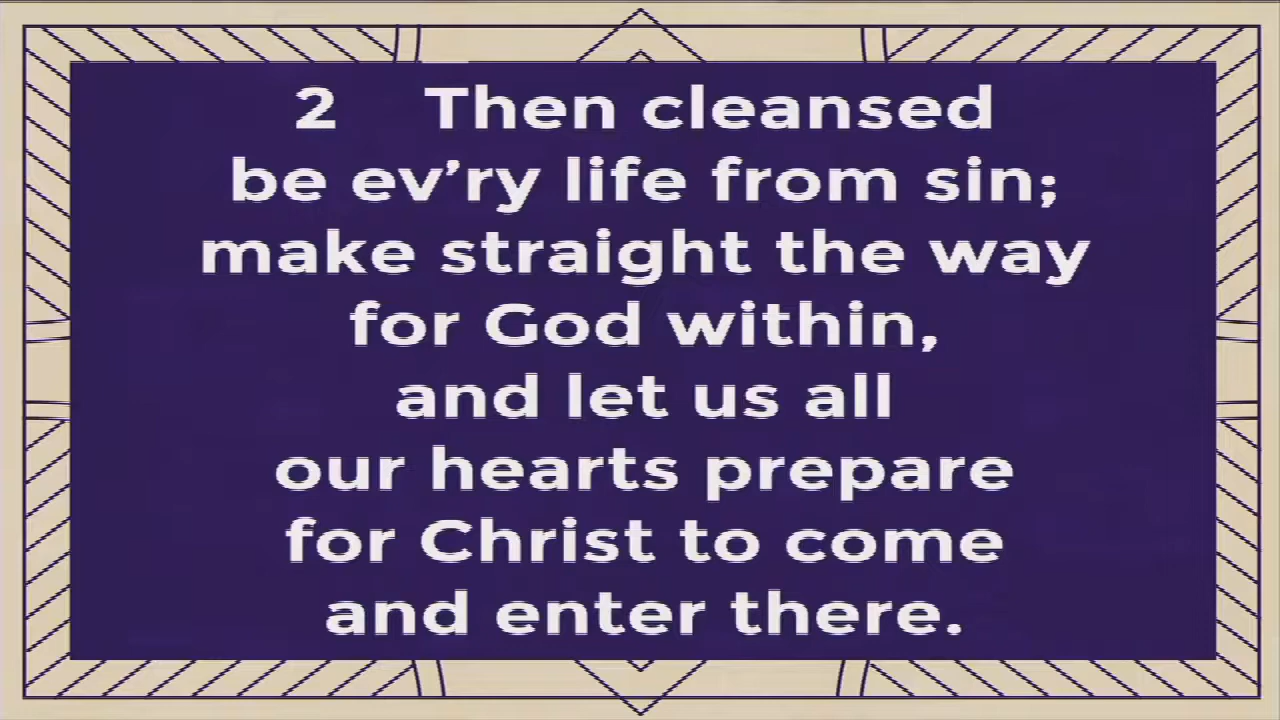 2 Then cleansed
be ev’ry life from sin;
make straight the way
for God within,
and let us all
our hearts prepare
for Christ to come
and enter there.